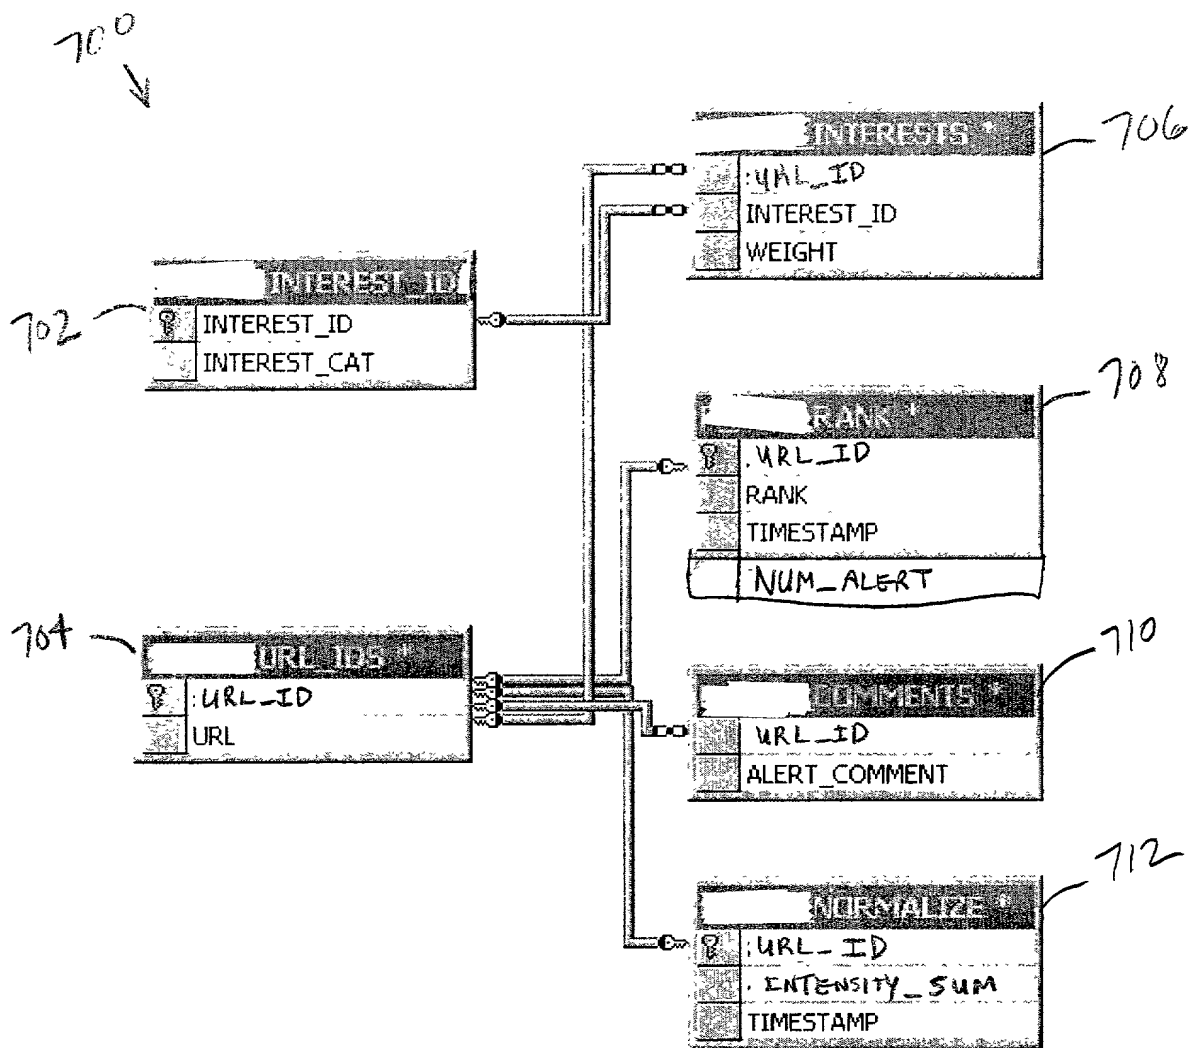 700
INTERESTS *
706
:URL_ID
INTEREST_ID
WEIGHT
INTEREST_ID
702
INTEREST_ID
INTEREST_CAT
RANK *
708
.URL_ID
RANK
TIMESTAMP
NUM_ALERT
704
URL_IDS *
:URL_ID
URL
COMMENTS *
710
URL_ID
ALERT_COMMENT
NORMALIZE *
712
:URL_ID
. INTENSITY_SUM
TIMESTAMP